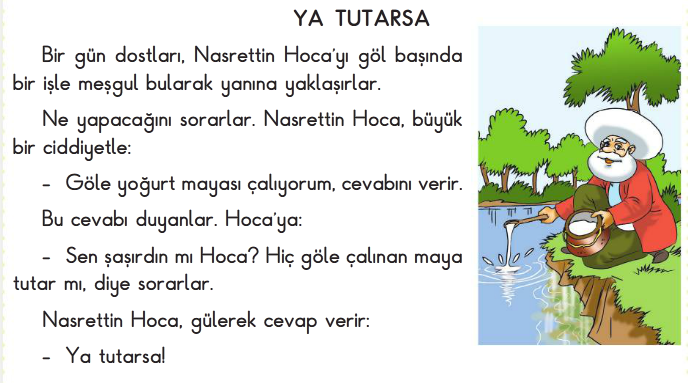 YA TUTARSA
Bir gün dostları, Nasrettin Hoca'yı göl başında
bir işle meşgul bularak yanına yaklaşırlar.
Ne yapacağını sorarlar. Nasrettin Hoca, büyük
bir ciddiyetle:
- Göle yoğurt mayası çalıyorum, cevabını verir.
Bu cevabı duyanlar. Hoca'ya:
- Sen şaşırdın mı Hoca? Hiç göle çalınan maya
tutar mı, diye sorarlar.
Nasrettin Hoca, gülerek cevap verir:
- Ya tutarsa!